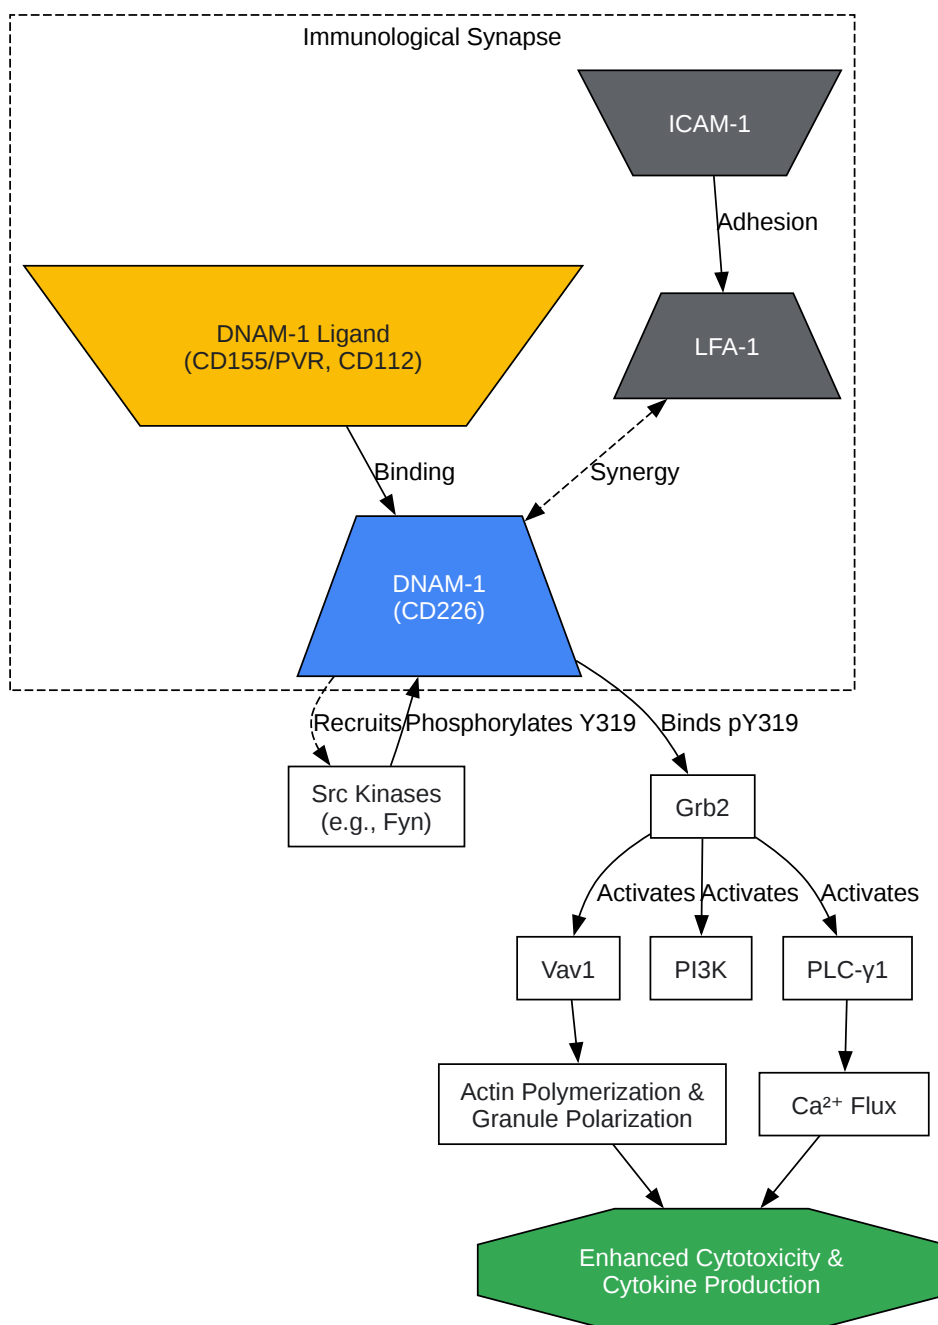 Immunological Synapse
ICAM-1
Adhesion
DNAM-1 Ligand
(CD155/PVR, CD112)
LFA-1
Binding
Synergy
DNAM-1
(CD226)
Recruits
Phosphorylates Y319
Binds pY319
Src Kinases
(e.g., Fyn)
Grb2
Activates
Activates
Activates
Vav1
PI3K
PLC-γ1
Actin Polymerization &
Granule Polarization
Ca²⁺ Flux
Enhanced Cytotoxicity &
Cytokine Production